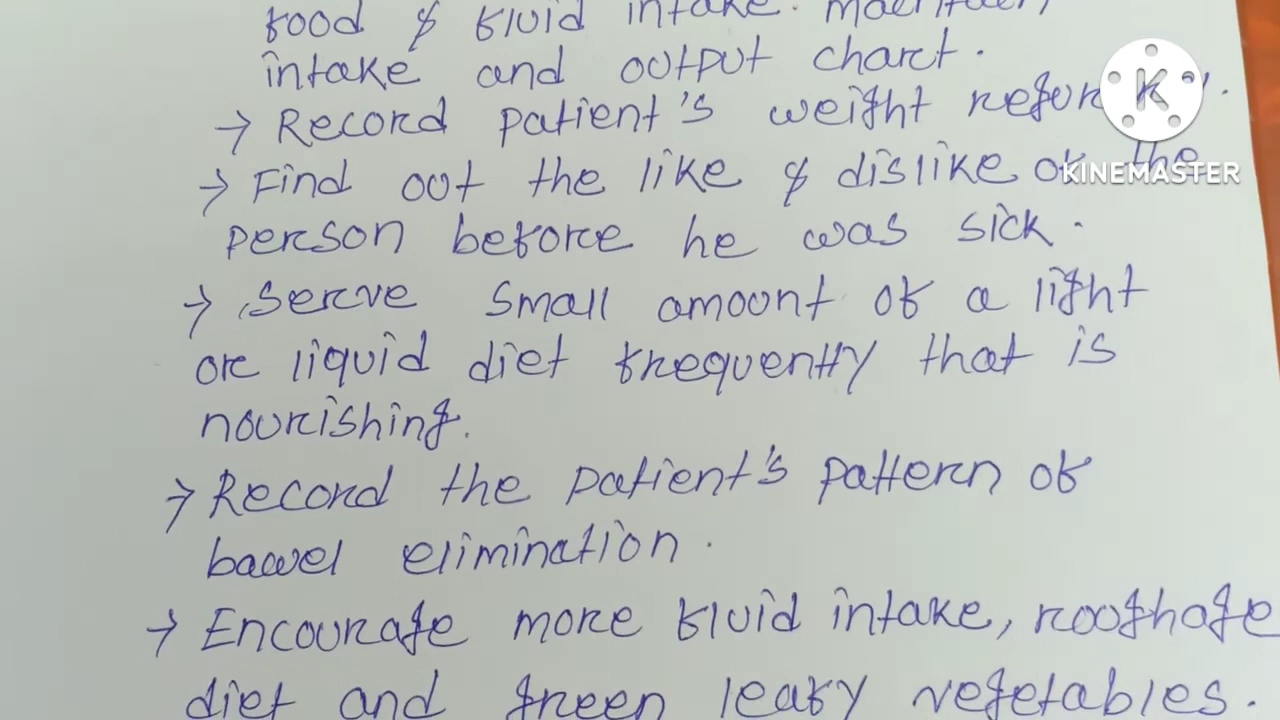 food & fluid intake. Maintain
intake and output chart.
→ Record patient's weight regularly.
→ Find out the like & dislike of the
person before he was sick.
→ Serve small amount of a light
or liquid diet frequently that is
nourishing.
→ Record the patient's pattern of
bawel elimination.
→ Encourage more fluid intake, rooghage
diet and green leafy vegetables.
K
KINEMASTER